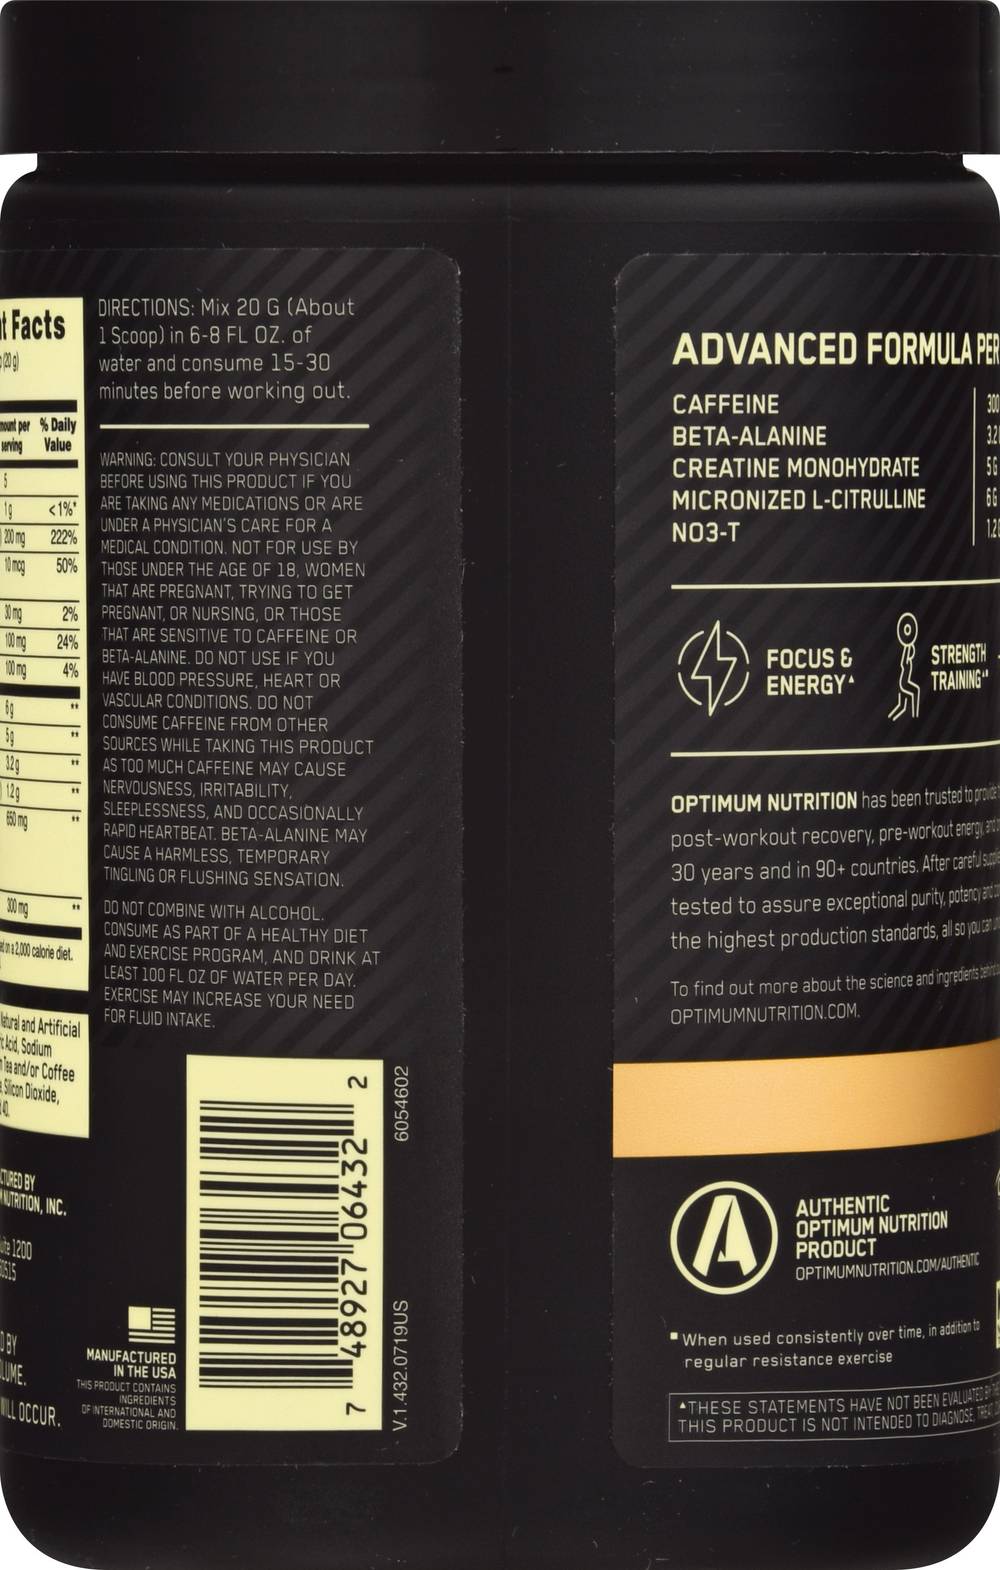 t Facts
(20 g)
mount per
serving
% Daily
Value
5
1 g <1%*
200 mg 222%
10 mcg 50%
30 mg 2%
100 mg 24%
100 mg 4%
6 g **
5 g **
3.2 g **
1.2 g **
650 mg **
300 mg **
on a 2,000 calorie diet.
Natural and Artificial
Acid, Sodium
Tea and/or Coffee
Silicon Dioxide,
40.
CTURED BY
NUTRITION, INC.
1200
0515
D BY
LUME.
WILL OCCUR.
DIRECTIONS: Mix 20 G (About
1 Scoop) in 6-8 FL OZ. of
water and consume 15-30
minutes before working out.
WARNING: CONSULT YOUR PHYSICIAN
BEFORE USING THIS PRODUCT IF YOU
ARE TAKING ANY MEDICATIONS OR ARE
UNDER A PHYSICIAN'S CARE FOR A
MEDICAL CONDITION. NOT FOR USE BY
THOSE UNDER THE AGE OF 18, WOMEN
THAT ARE PREGNANT, TRYING TO GET
PREGNANT, OR NURSING, OR THOSE
THAT ARE SENSITIVE TO CAFFEINE OR
BETA-ALANINE. DO NOT USE IF YOU
HAVE BLOOD PRESSURE, HEART OR
VASCULAR CONDITIONS. DO NOT
CONSUME CAFFEINE FROM OTHER
SOURCES WHILE TAKING THIS PRODUCT
AS TOO MUCH CAFFEINE MAY CAUSE
NERVOUSNESS, IRRITABILITY,
SLEEPLESSNESS, AND OCCASIONALLY
RAPID HEARTBEAT. BETA-ALANINE MAY
CAUSE A HARMLESS, TEMPORARY
TINGLING OR FLUSHING SENSATION.
DO NOT COMBINE WITH ALCOHOL.
CONSUME AS PART OF A HEALTHY DIET
AND EXERCISE PROGRAM, AND DRINK AT
LEAST 100 FL OZ OF WATER PER DAY.
EXERCISE MAY INCREASE YOUR NEED
FOR FLUID INTAKE.
7 48927 06432 2
6054602
V.1.432.0719US
MANUFACTURED
IN THE USA
THIS PRODUCT CONTAINS
INGREDIENTS
OF INTERNATIONAL AND
DOMESTIC ORIGIN.
ADVANCED FORMULA PER
CAFFEINE 300
BETA-ALANINE 3.2
CREATINE MONOHYDRATE 5 G
MICRONIZED L-CITRULLINE 6 G
NO3-T 1.2
FOCUS &
ENERGY▲
STRENGTH
TRAINING▲■
OPTIMUM NUTRITION has been trusted to provide
post-workout recovery, pre-workout energy, and
30 years and in 90+ countries. After careful
tested to assure exceptional purity, potency and
the highest production standards, all so you can
To find out more about the science and ingredients behind
OPTIMUMNUTRITION.COM.
AUTHENTIC
OPTIMUM NUTRITION
PRODUCT
OPTIMUMNUTRITION.COM/AUTHENTIC
■ When used consistently over time, in addition to
regular resistance exercise
▲THESE STATEMENTS HAVE NOT BEEN EVALUATED BY
THIS PRODUCT IS NOT INTENDED TO DIAGNOSE, TREAT,